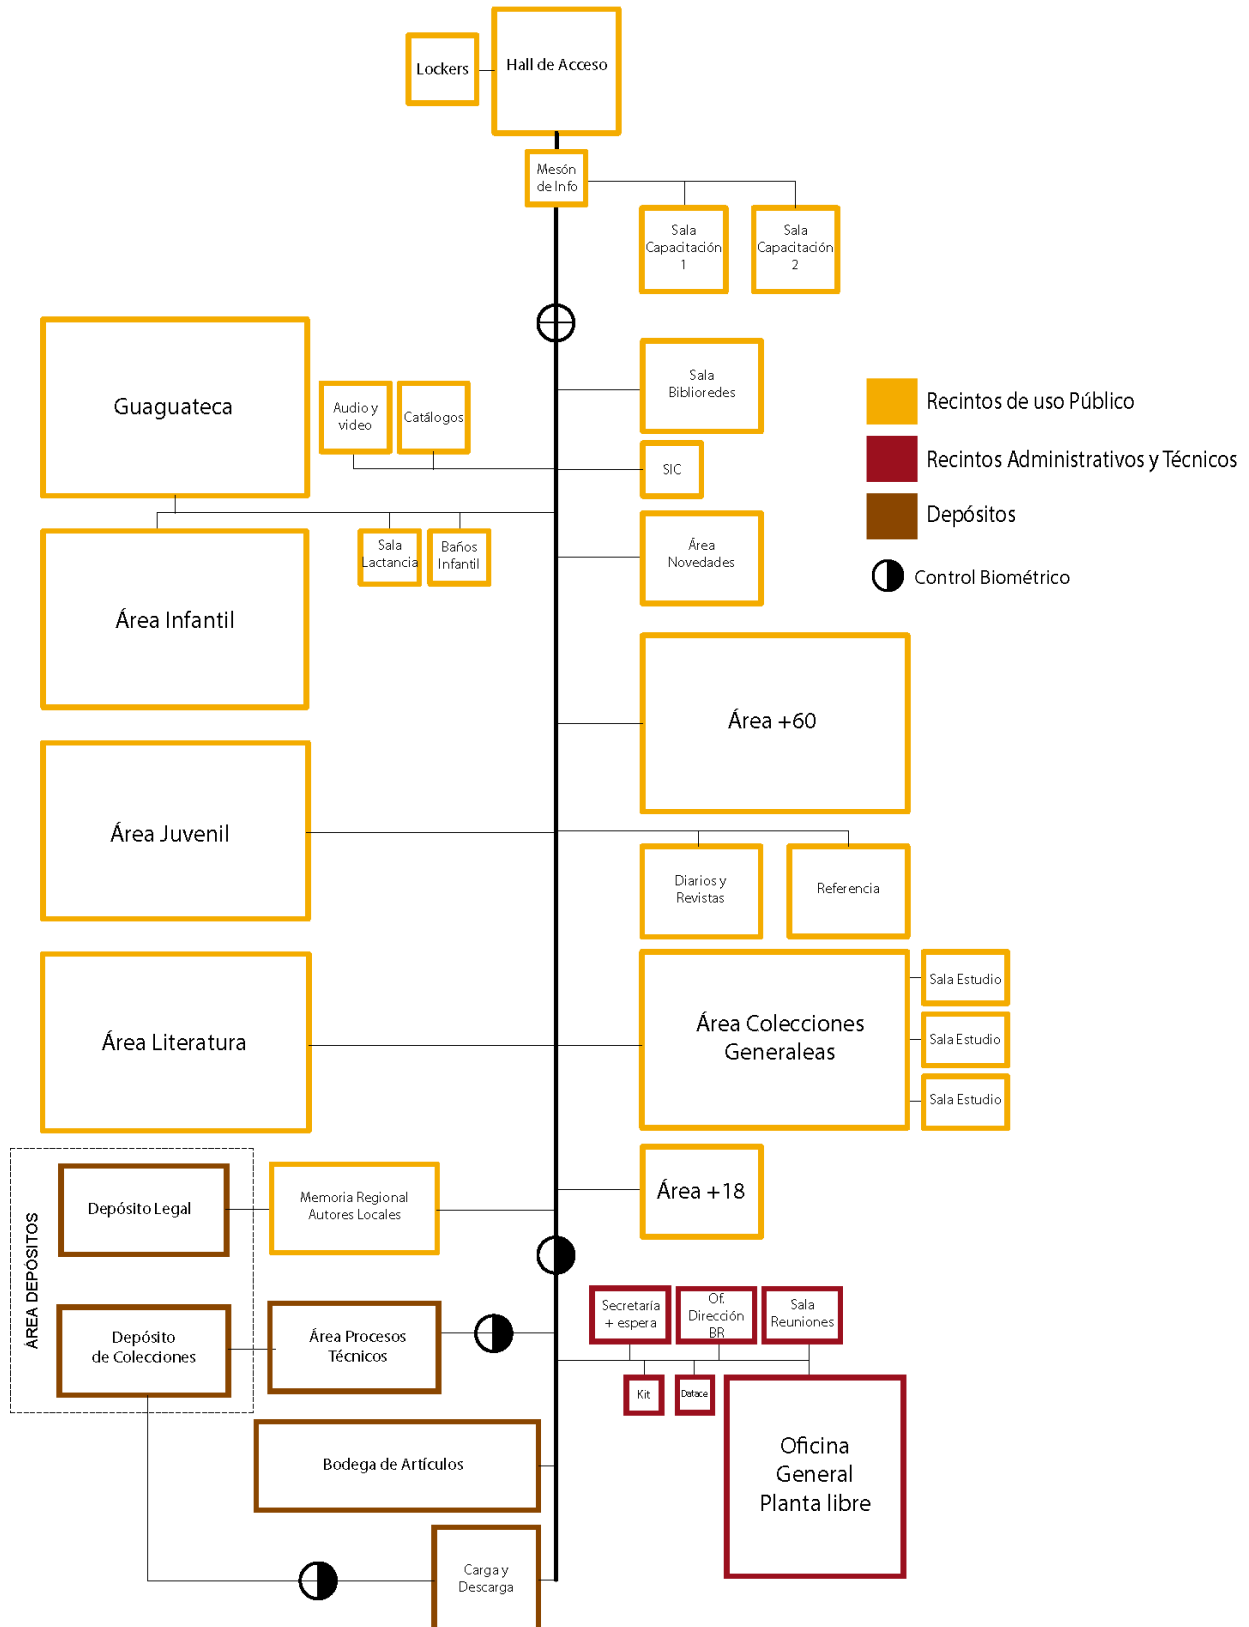 Lockers
Hall de Acceso
Mesón
de Info
Sala
Capacitación
1
Sala
Capacitación
2
Guaguateca
Audio y
video
Catálogos
Sala
Biblioredes
SIC
Recintos de uso Público
Recintos Administrativos y Técnicos
Depósitos
Control Biométrico
Área Infantil
Sala
Lactancia
Baños
Infantil
Área
Novedades
Área +60
Área Juvenil
Diarios y
Revistas
Referencia
Área Literatura
Área Colecciones
Generaleas
Sala Estudio
Sala Estudio
Sala Estudio
ÁREA DEPÓSITOS
Depósito Legal
Memoria Regional
Autores Locales
Área +18
Depósito
de Colecciones
Área Procesos
Técnicos
Secretaría
+ espera
Of.
Dirección
BR
Sala
Reuniones
Kit
Datace
Bodega de Artículos
Oficina
General
Planta libre
Carga y
Descarga